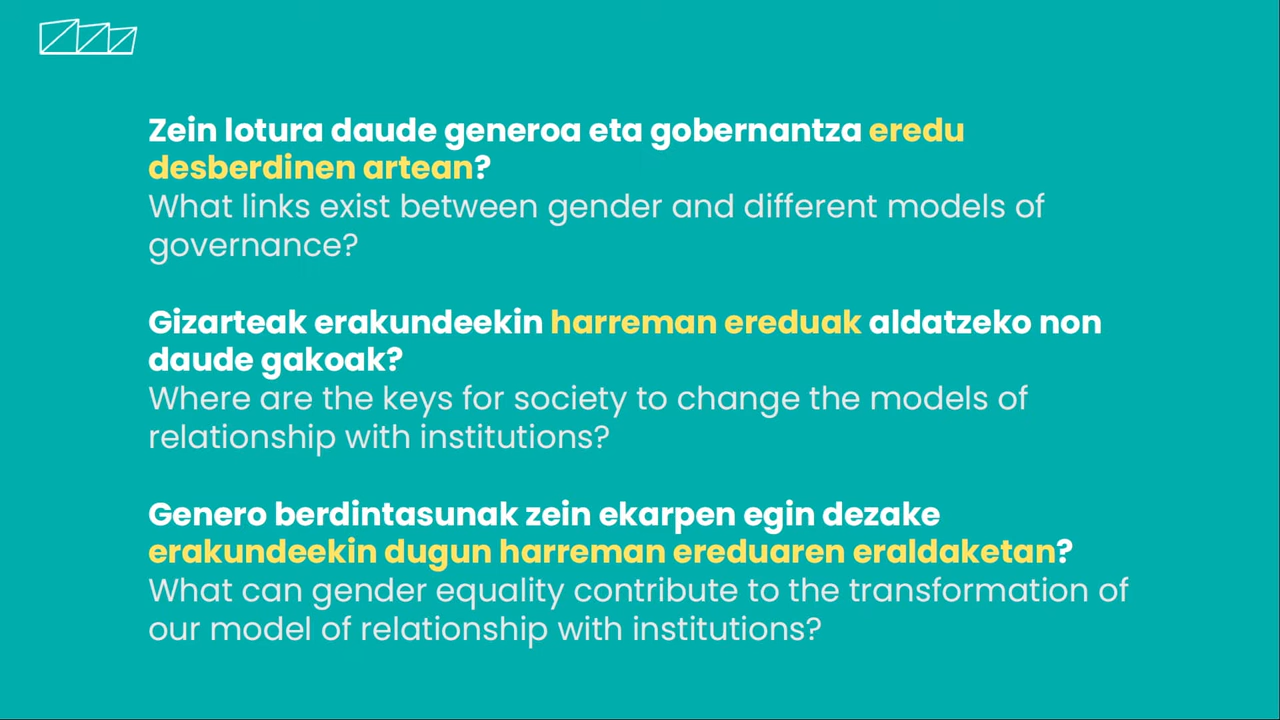 Zein lotura daude generoa eta gobernantza eredu
desberdinen artean?
What links exist between gender and different models of
governance?
Gizarteak erakundeekin harreman ereduak aldatzeko non
daude gakoak?
Where are the keys for society to change the models of
relationship with institutions?
Genero berdintasunak zein ekarpen egin dezake
erakundeekin dugun harreman ereduaren eraldaketan?
What can gender equality contribute to the transformation of
our model of relationship with institutions?